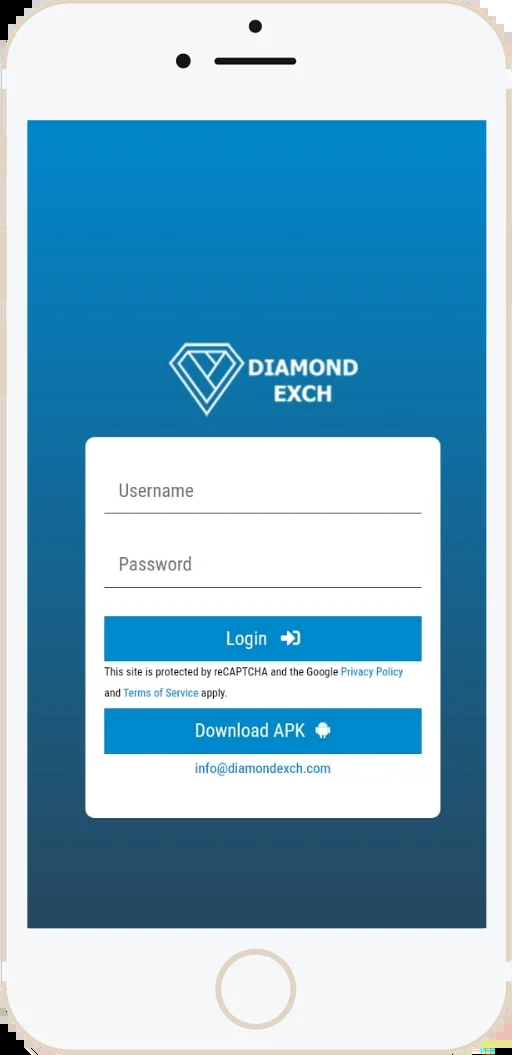 DIAMOND
EXCH
Username
Password
Login
This site is protected by reCAPTCHA and the Google Privacy Policy
and Terms of Service apply.
Download APK
info@diamondexch.com